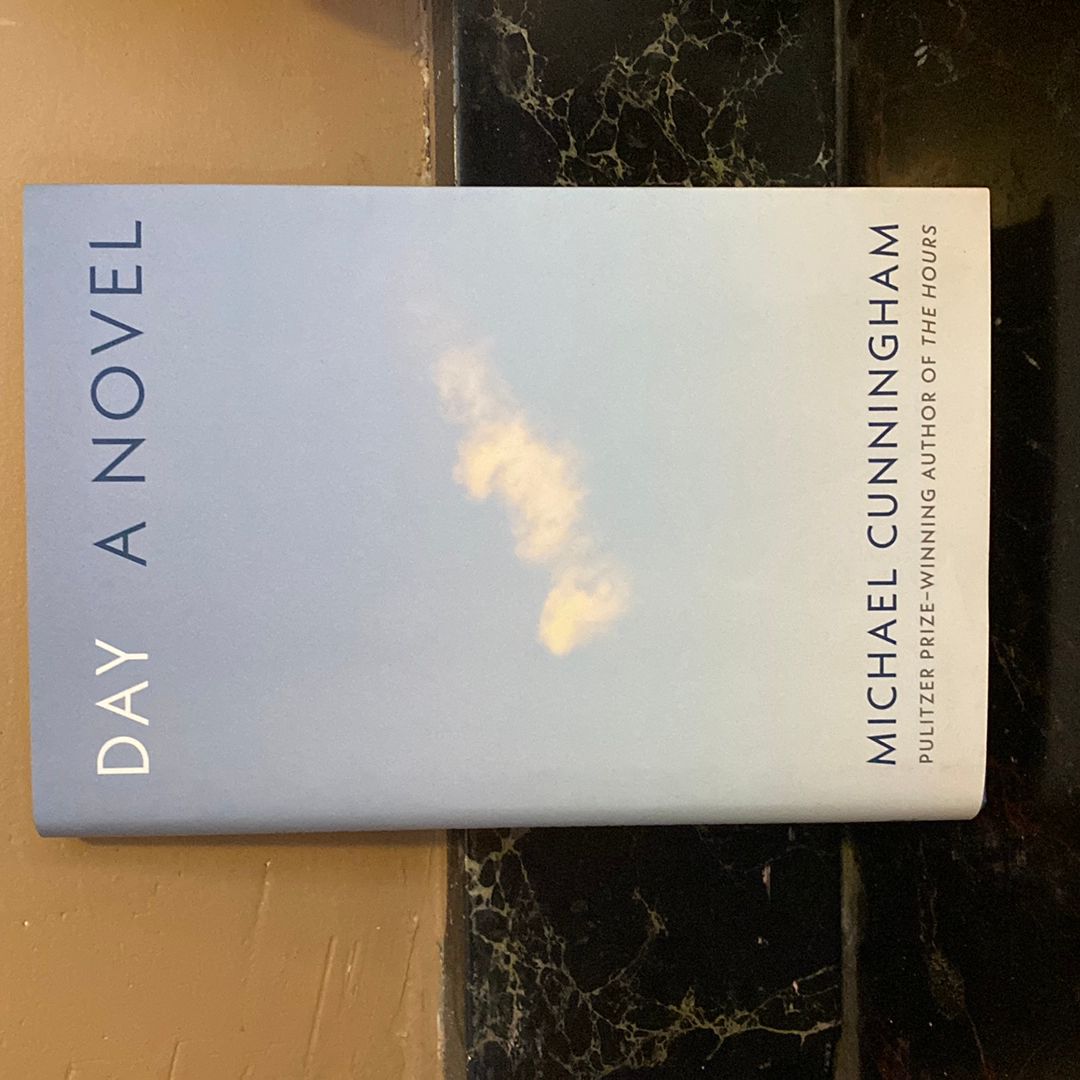 DAY A NOVEL
MICHAEL CUNNINGHAM
PULITZER PRIZE–WINNING AUTHOR OF THE HOURS